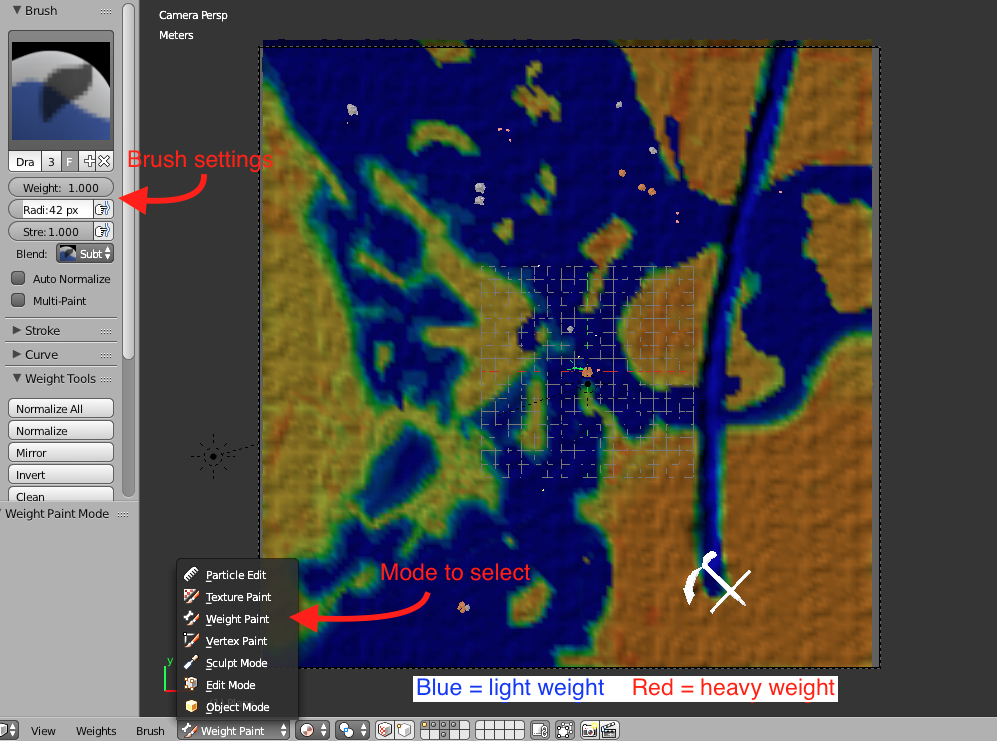 Brush
Camera Persp
Meters
Brush settings
Dra 3 F
Weight: 1.000
Radi:42 px
Stre:1.000
Blend: Subt
Auto Normalize
Multi-Paint
Stroke
Curve
Weight Tools
Normalize All
Normalize
Mirror
Invert
Clean
Weight Paint Mode
Mode to select
Particle Edit
Texture Paint
Weight Paint
Vertex Paint
Sculpt Mode
Edit Mode
Object Mode
y
Blue = light weight Red = heavy weight
View Weights Brush Weight Paint